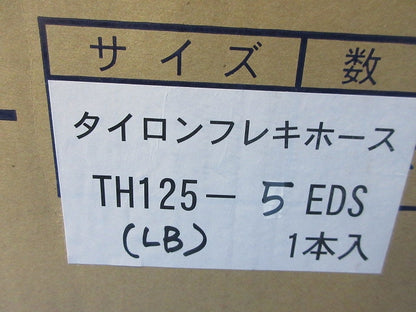 サイズ 数
タイロンフレキホース
TH125-5EDS
(LB) 1本入